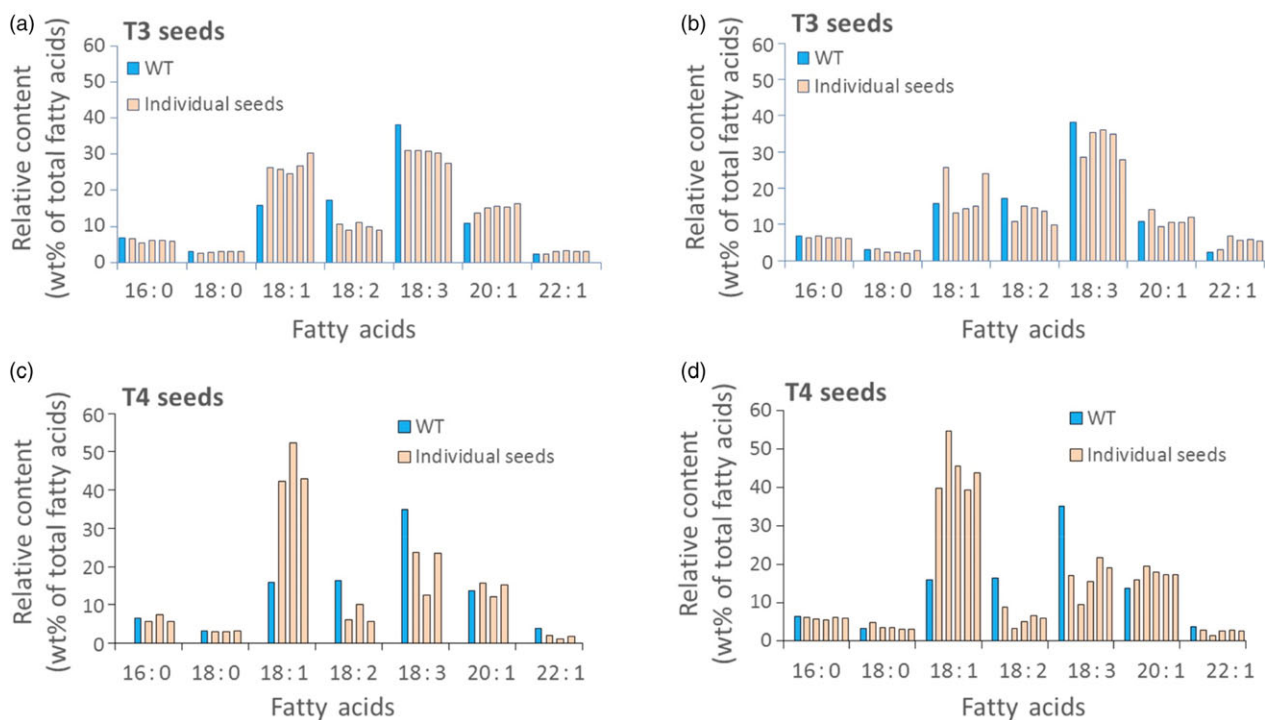 (a)
T3 seeds
WT
Individual seeds
Relative content
(wt% of total fatty acids)
60
50
40
30
20
10
0
16:0 18:0 18:1 18:2 18:3 20:1 22:1
Fatty acids
(b)
T3 seeds
WT
Individual seeds
Relative content
(wt% of total fatty acids)
60
50
40
30
20
10
0
16:0 18:0 18:1 18:2 18:3 20:1 22:1
Fatty acids
(c)
T4 seeds
WT
Individual seeds
Relative content
(wt% of total fatty acids)
60
50
40
30
20
10
0
16:0 18:0 18:1 18:2 18:3 20:1 22:1
Fatty acids
(d)
T4 seeds
WT
Individual seeds
Relative content
(wt% of total fatty acids)
60
50
40
30
20
10
0
16:0 18:0 18:1 18:2 18:3 20:1 22:1
Fatty acids